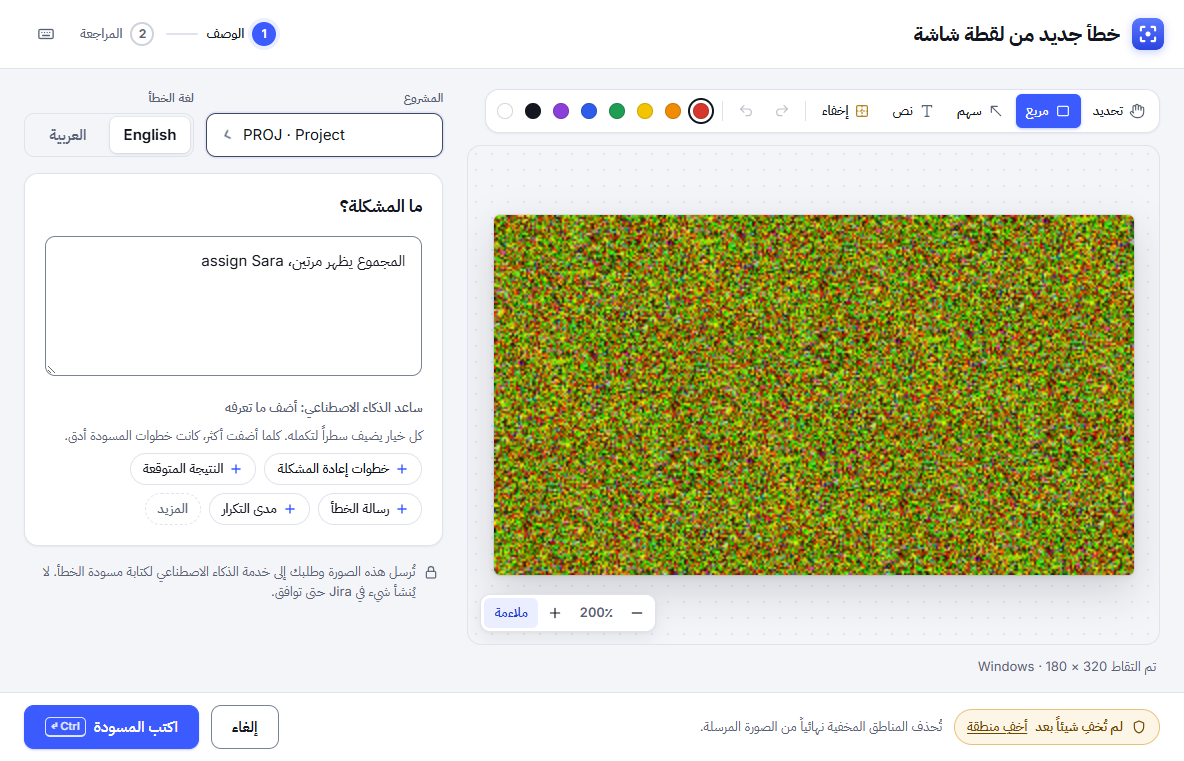 خطأ جديد من لقطة شاشة
1 الوصف
2 المراجعة
تحديد
مربع
سهم
نص
إخفاء
المشروع
PROJ · Project
لغة الخطأ
English
العربية
ما المشكلة؟
المجموع يظهر مرتين، assign Sara
ساعد الذكاء الاصطناعي: أضف ما تعرفه
كل خيار يضيف سطراً لتكمله. كلما أضفت أكثر، كانت خطوات المسودة أدق.
+ خطوات إعادة المشكلة
+ النتيجة المتوقعة
+ رسالة الخطأ
+ مدى التكرار
المزيد
تُرسل هذه الصورة وطلبك إلى خدمة الذكاء الاصطناعي لكتابة مسودة الخطأ. لا
يُنشأ شيء في Jira حتى توافق.
− 200٪ +
ملاءمة
تم التقاط 320 × 180 · Windows
لم تُخفِ شيئاً بعد أخفِ منطقة
تُحذف المناطق المخفية نهائياً من الصورة المرسلة.
إلغاء
اكتب المسودة Ctrl ⏎